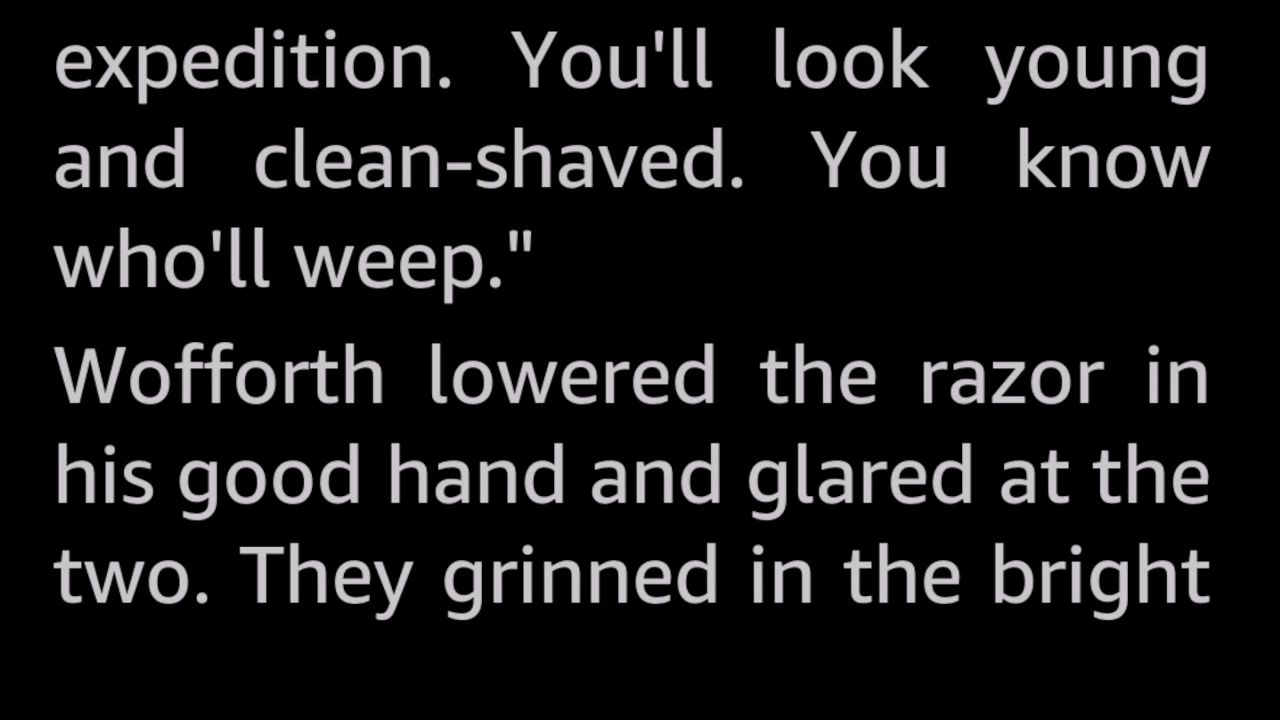 expedition. You'll look young
and clean-shaved. You know
who'll weep."
Wofforth lowered the razor in
his good hand and glared at the
two. They grinned in the bright